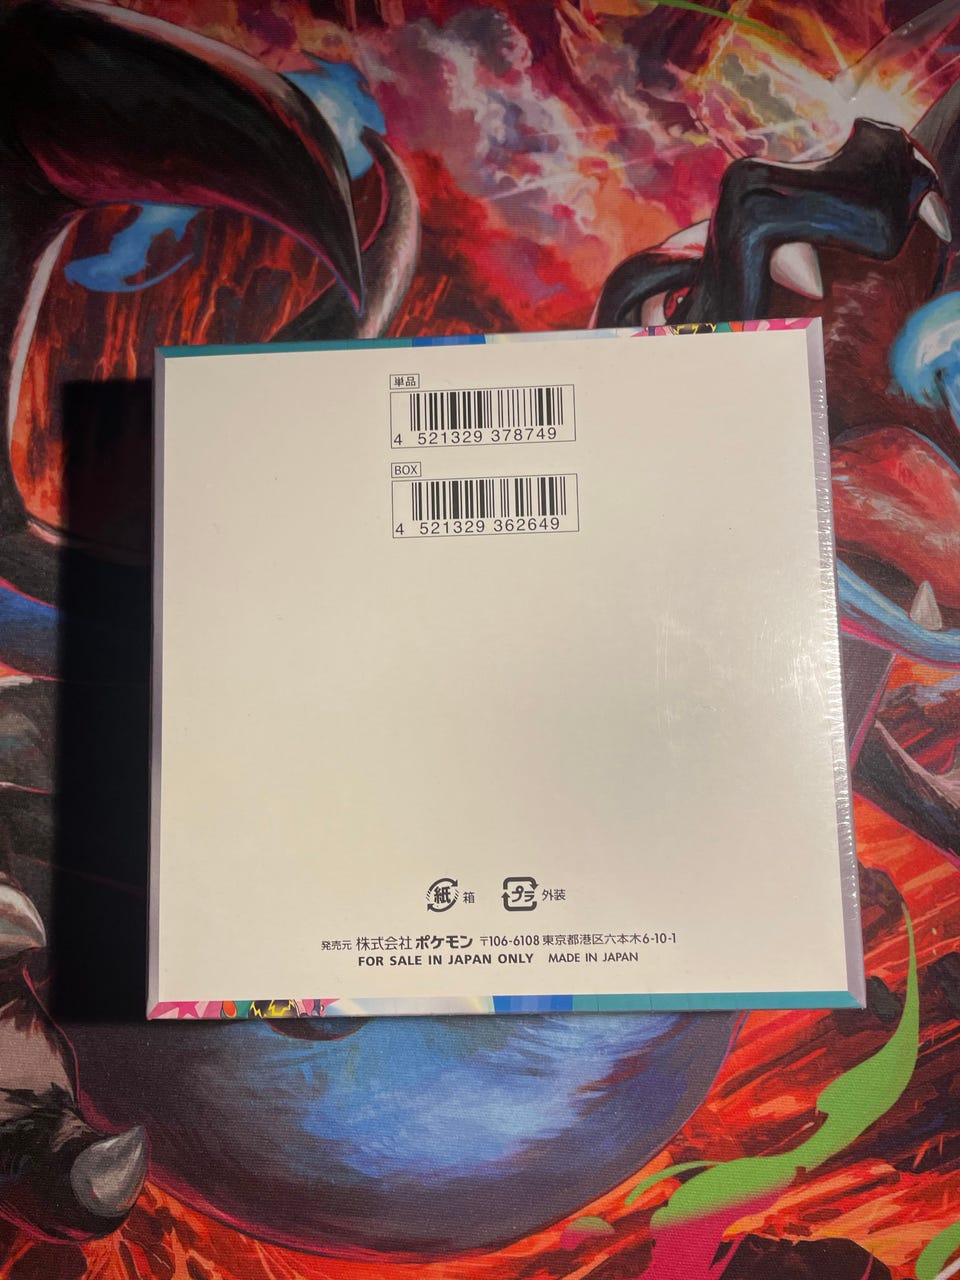 単品
4 521329 378749
BOX
4 521329 362649
紙 箱 プラ 外装
発売元 株式会社ポケモン 〒106-6108 東京都港区六本木6-10-1
FOR SALE IN JAPAN ONLY MADE IN JAPAN